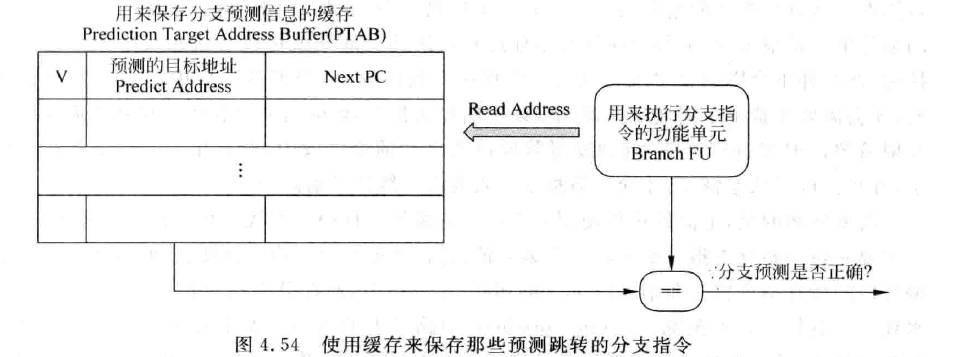 用来保存分支预测信息的缓存
Prediction Target Address Buffer(PTAB)
V
预测的目标地址
Predict Address
Next PC
⋮
Read Address
用来执行分支指
令的功能单元
Branch FU
==
分支预测是否正确?
图 4.54 使用缓存来保存那些预测跳转的分支指令